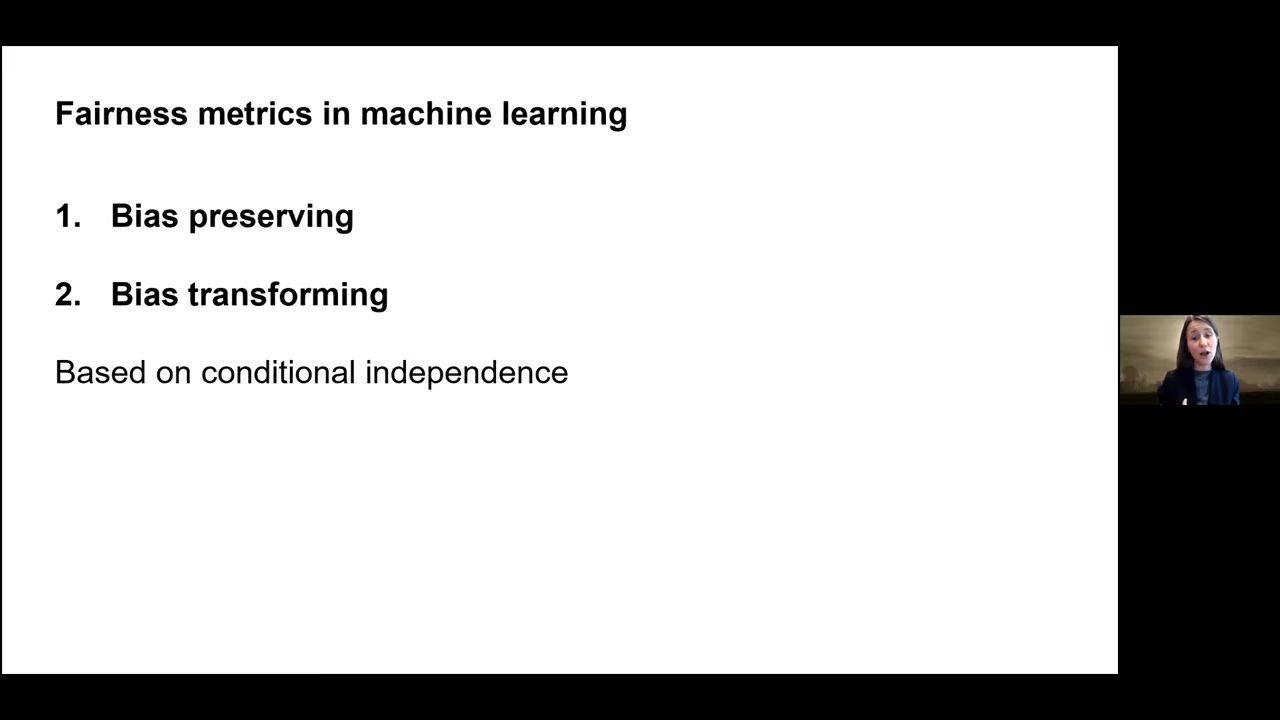 Fairness metrics in machine learning
1. Bias preserving
2. Bias transforming
Based on conditional independence